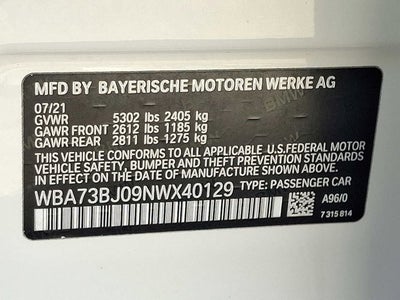 MFD BY BAYERISCHE MOTOREN WERKE AG
07/21
GVWR 5302 lbs 2405 kg
GAWR FRONT 2612 lbs 1185 kg
GAWR REAR 2811 lbs 1275 kg
THIS VEHICLE CONFORMS TO ALL APPLICABLE U.S.FEDERAL MOTOR
VEHICLE SAFETY, BUMPER, AND THEFT PREVENTION STANDARDS IN
EFFECT ON THE DATE OF MANUFACTURE SHOWN ABOVE.
WBA73BJ09NWX40129 TYPE: PASSENGER CAR
A96/0
7 315 814